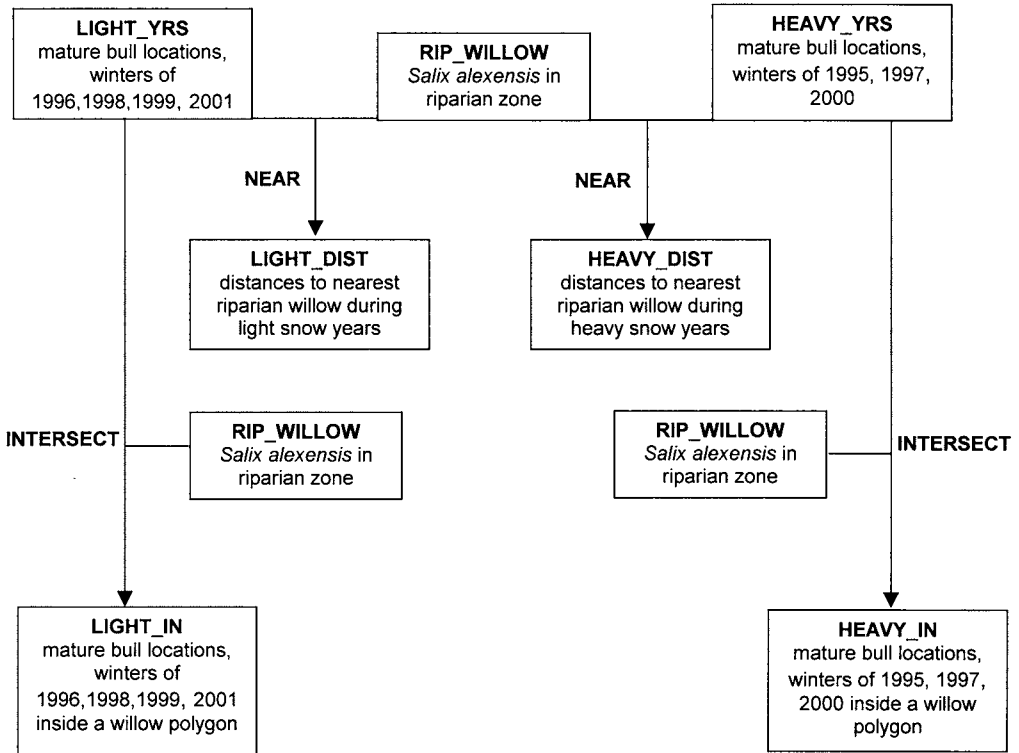 LIGHT_YRS
mature bull locations,
winters of
1996,1998,1999, 2001
RIP_WILLOW
Salix alexensis in
riparian zone
HEAVY_YRS
mature bull locations,
winters of 1995, 1997,
2000
NEAR
NEAR
LIGHT_DIST
distances to nearest
riparian willow during
light snow years
HEAVY_DIST
distances to nearest
riparian willow during
heavy snow years
INTERSECT
RIP_WILLOW
Salix alexensis in
riparian zone
RIP_WILLOW
Salix alexensis in
riparian zone
INTERSECT
LIGHT_IN
mature bull locations,
winters of
1996,1998,1999, 2001
inside a willow polygon
HEAVY_IN
mature bull locations,
winters of 1995, 1997,
2000 inside a willow
polygon